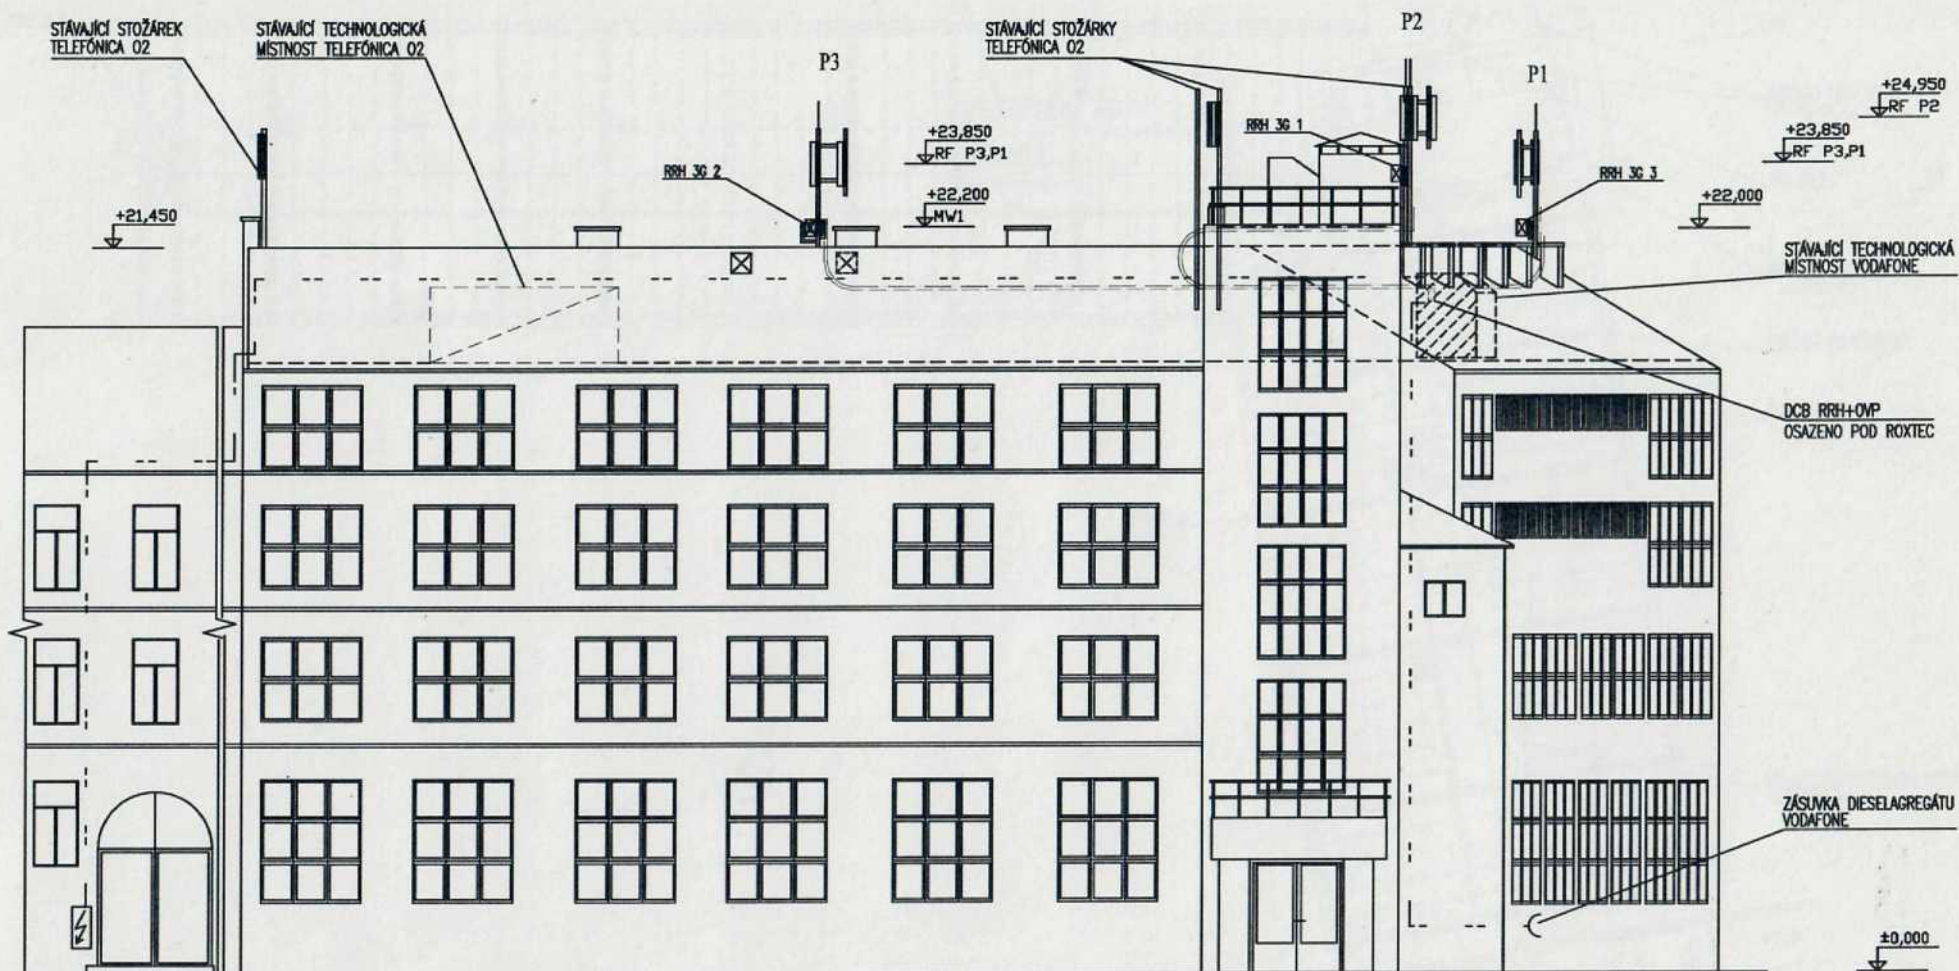 STÁVAJÍCÍ STOŽÁREK
TELEFÓNICA O2
STÁVAJÍCÍ TECHNOLOGICKÁ
MÍSTNOST TELEFÓNICA O2
STÁVAJÍCÍ STOŽÁRKY
TELEFÓNICA O2
P2
P3
P1
+24,950
RF P2
+23,850
RF P3,P1
+23,850
RF P3,P1
RRH 3G 1
RRH 3G 2
RRH 3G 3
+22,200
MW1
+22,000
+21,450
STÁVAJÍCÍ TECHNOLOGICKÁ
MÍSTNOST VODAFONE
DCB RRH+OVP
OSAZENO POD ROXTEC
ZÁSUVKA DIESELAGREGÁTU
VODAFONE
±0,000